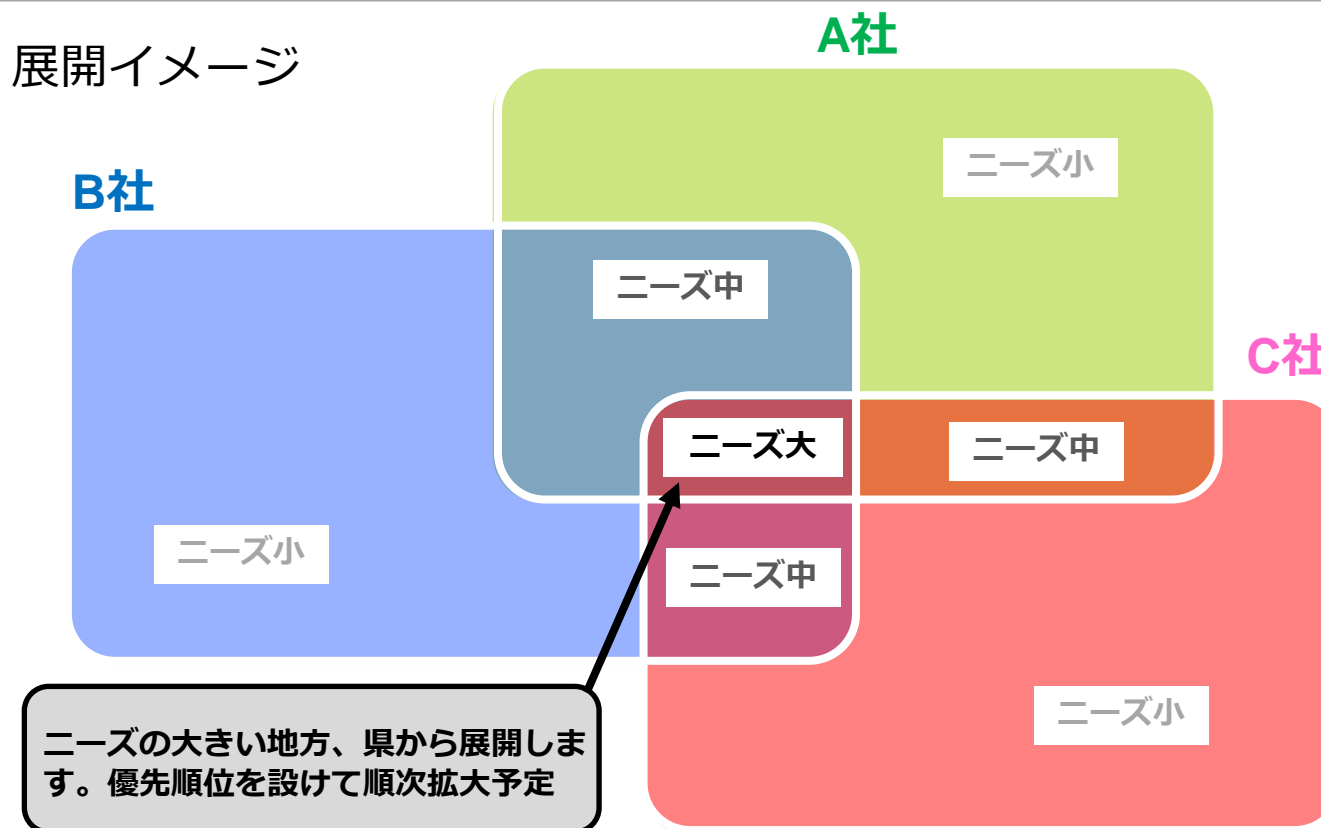 A社
展開イメージ
ニーズ小
B社
ニーズ中
C社
ニーズ大
ニーズ中
ニーズ小
ニーズ中
ニーズ小
ニーズの大きい地方、県から展開しま
す。優先順位を設けて順次拡大予定